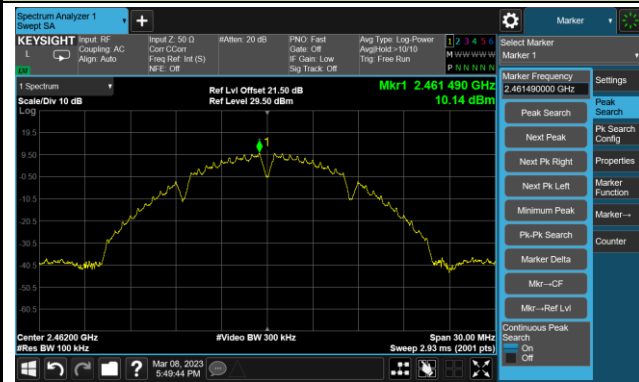 Spectrum Analyzer 1
Swept SA
Marker
KEYSIGHT
L
Input: RF
Coupling: AC
Align: Auto
Input Z: 50 Ω
Corr CCorr
Freq Ref: Int (S)
NFE: Off
#Atten: 20 dB
PNO: Fast
Gate: Off
IF Gain: Low
Sig Track: Off
Avg Type: Log-Power
Avg|Hold:>10/10
Trig: Free Run
1 2 3 4 5 6
M W W W W W
P N N N N N
Select Marker
Marker 1
1 Spectrum
Scale/Div 10 dB
Log
Ref Lvl Offset 21.50 dB
Ref Level 29.50 dBm
Mkr1 2.461 490 GHz
10.14 dBm
1
19.5
9.50
-0.50
-10.5
-20.5
-30.5
-40.5
-50.5
-60.5
Center 2.46200 GHz
#Res BW 100 kHz
#Video BW 300 kHz
Span 30.00 MHz
Sweep 2.93 ms (2001 pts)
Marker Frequency
2.461490000 GHz
Peak Search
Next Peak
Next Pk Right
Next Pk Left
Minimum Peak
Pk-Pk Search
Marker Delta
Mkr→CF
Mkr→Ref Lvl
Continuous Peak
Search
On
Off
Settings
Peak
Search
Pk Search
Config
Properties
Marker
Function
Marker→
Counter
?
Mar 08, 2023
5:49:44 PM